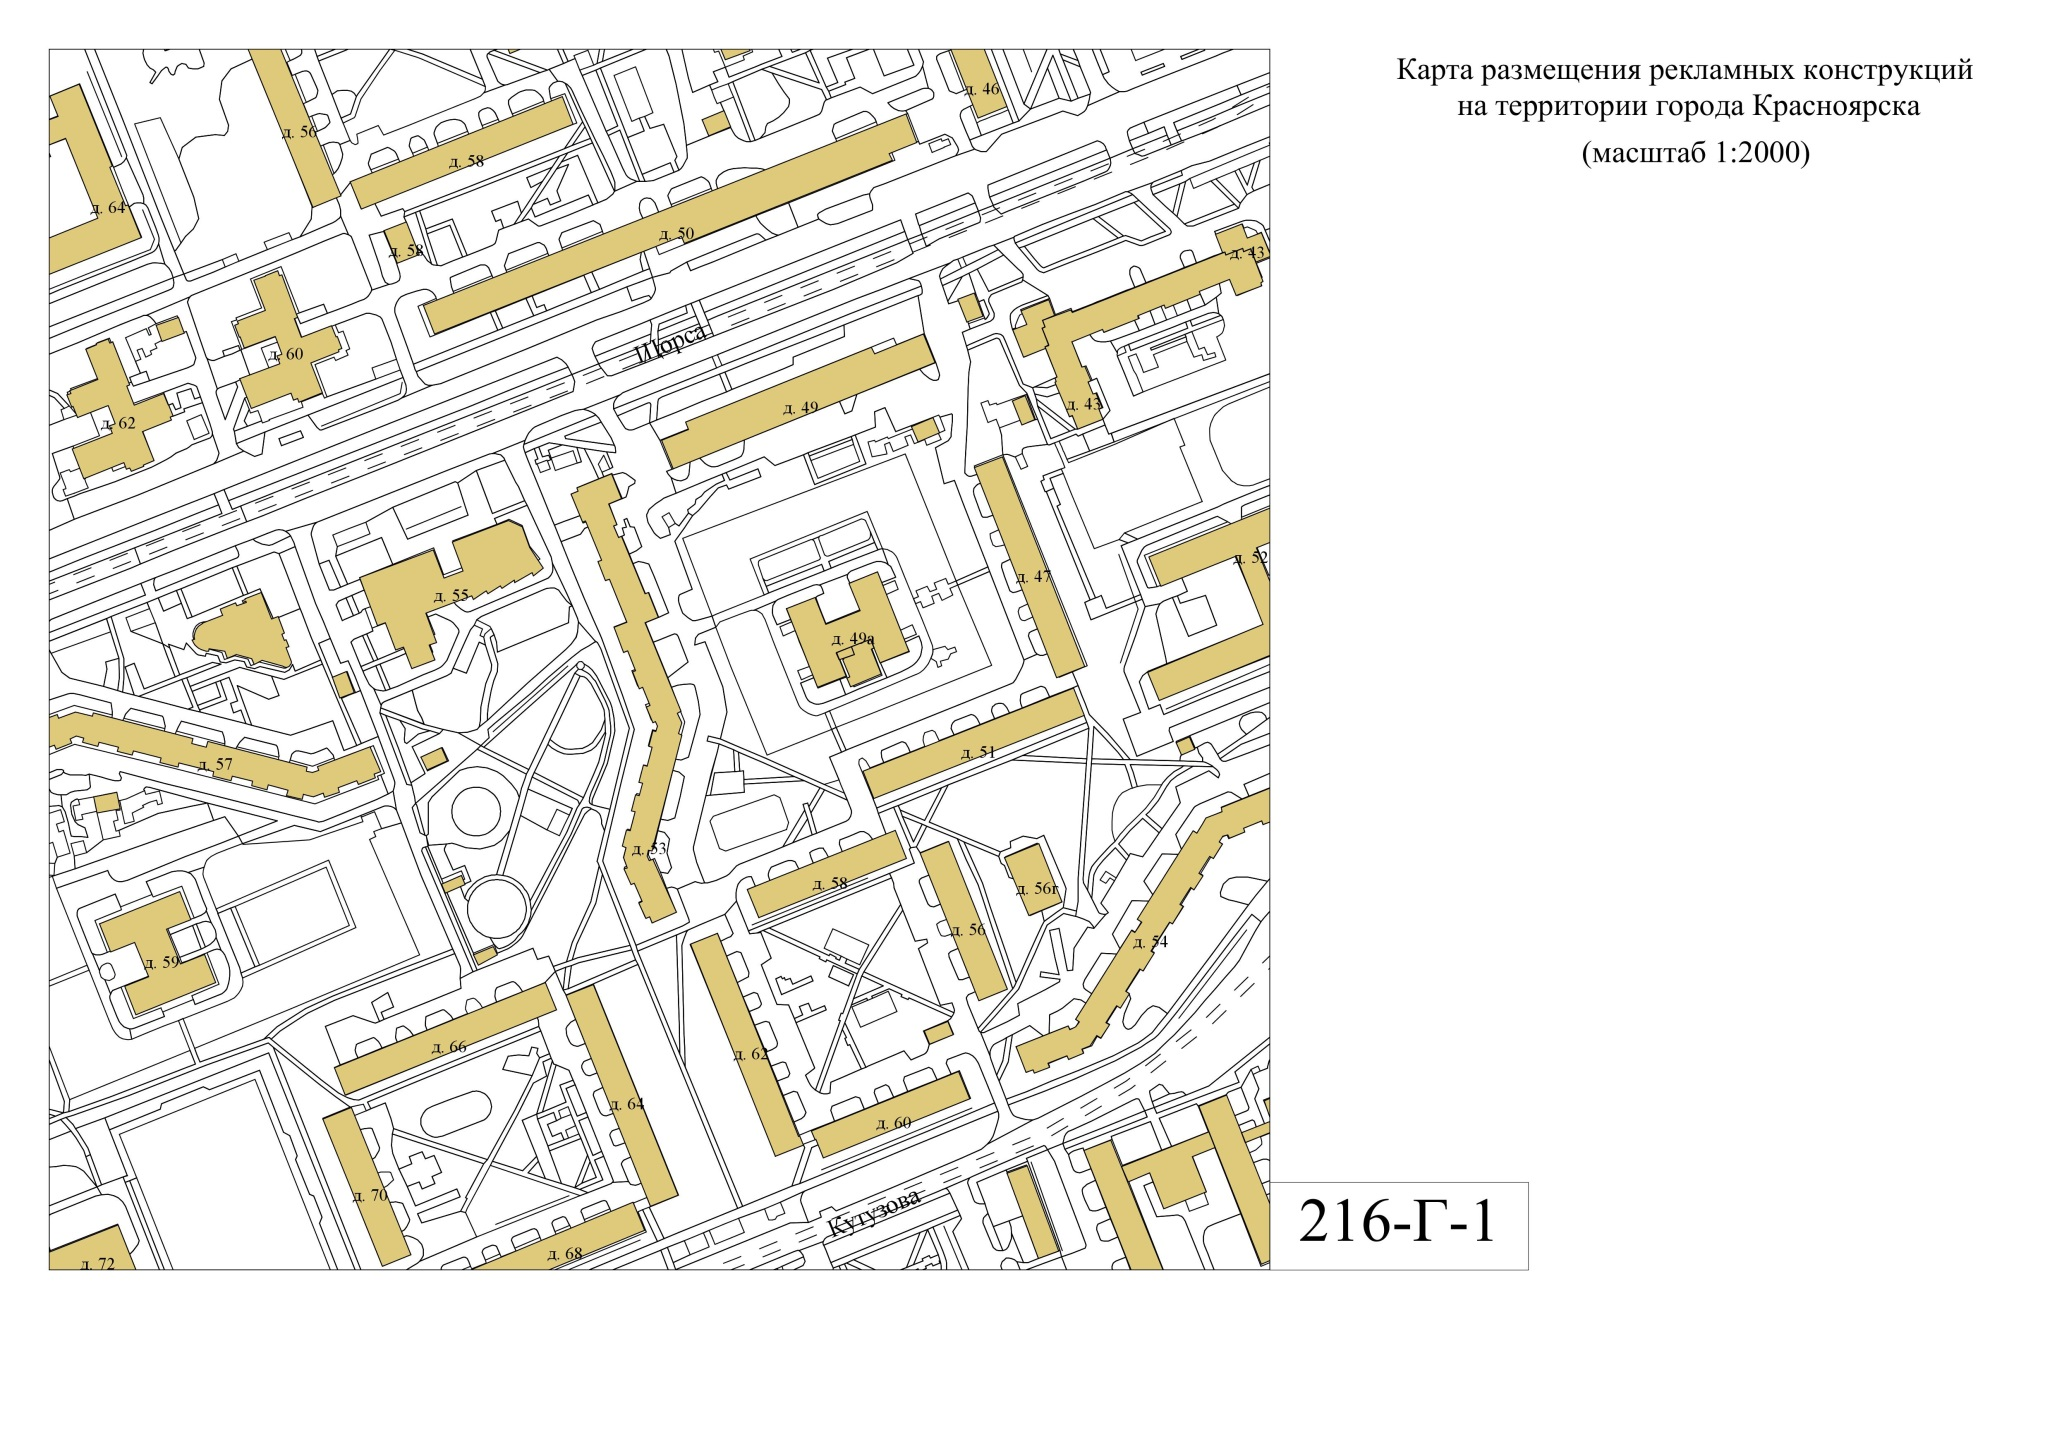 Карта размещения рекламных конструкций
на территории города Красноярска
(масштаб 1:2000)
д. 46
д. 56
д. 58
д. 64
д. 50
д. 58
д. 43
Щорса
д. 60
д. 49
д. 43
д. 62
д. 52
д. 47
д. 55
д. 49а
д. 51
д. 57
д. 53
д. 58
д. 56г
д. 56
д. 54
д. 59
д. 66
д. 62
д. 64
д. 60
д. 70
Кутузова
216-Г-1
д. 68
д. 72